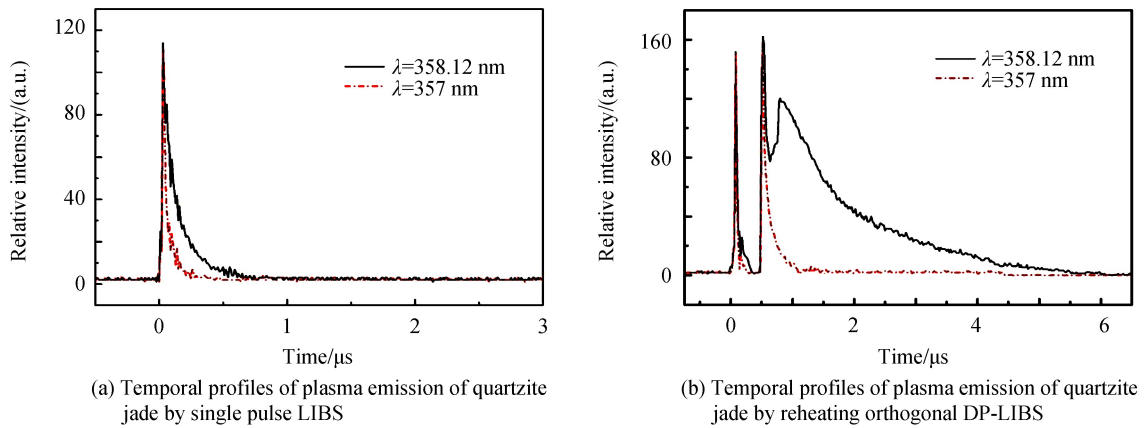 120
80
40
0
Relative intensity/(a.u.)
λ=358.12 nm
λ=357 nm
0
1
2
3
Time/μs
(a) Temporal profiles of plasma emission of quartzite
jade by single pulse LIBS
160
80
0
Relative intensity/(a.u.)
λ=358.12 nm
λ=357 nm
0
2
4
6
Time/μs
(b) Temporal profiles of plasma emission of quartzite
jade by reheating orthogonal DP-LIBS